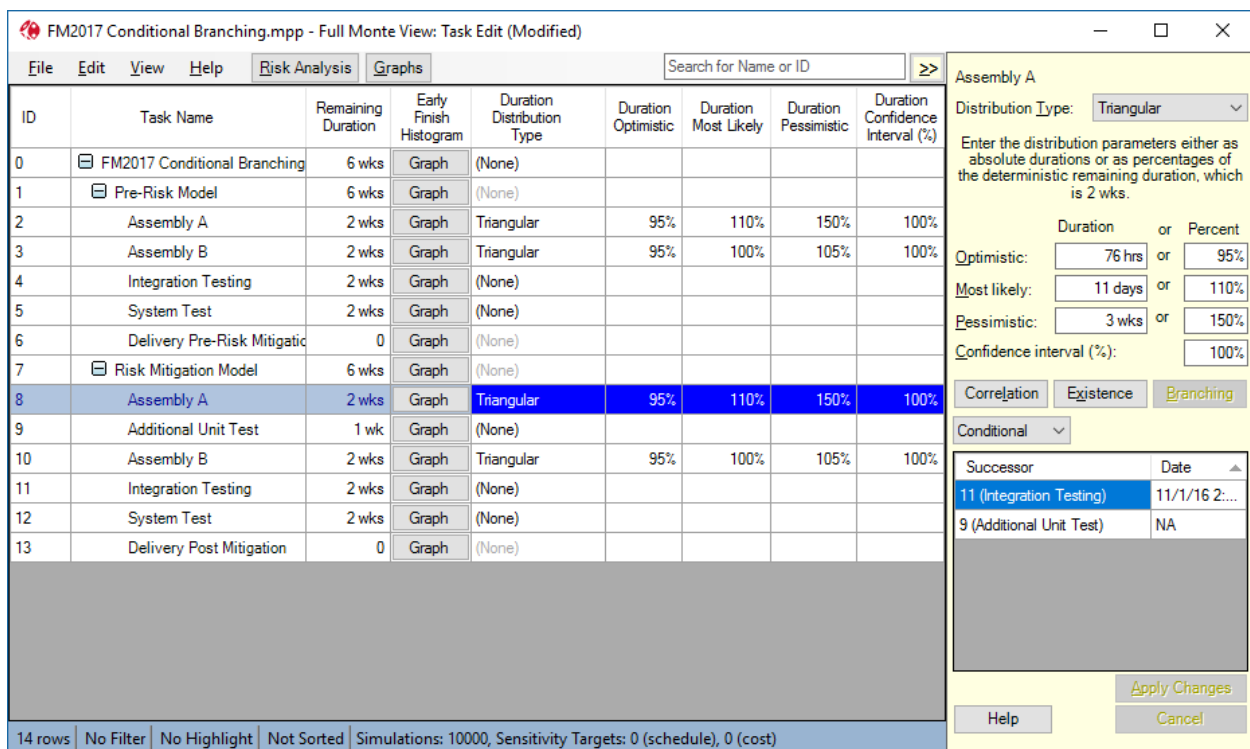 FM2017 Conditional Branching.mpp - Full Monte View: Task Edit (Modified)
File Edit View Help Risk Analysis Graphs Search for Name or ID >>
ID Task Name Remaining Duration Early Finish Histogram Duration Distribution Type Duration Optimistic Duration Most Likely Duration Pessimistic Duration Confidence Interval (%)
0 FM2017 Conditional Branching 6 wks Graph (None)
1 Pre-Risk Model 6 wks Graph (None)
2 Assembly A 2 wks Graph Triangular 95% 110% 150% 100%
3 Assembly B 2 wks Graph Triangular 95% 100% 105% 100%
4 Integration Testing 2 wks Graph (None)
5 System Test 2 wks Graph (None)
6 Delivery Pre-Risk Mitigatio 0 Graph (None)
7 Risk Mitigation Model 6 wks Graph (None)
8 Assembly A 2 wks Graph Triangular 95% 110% 150% 100%
9 Additional Unit Test 1 wk Graph (None)
10 Assembly B 2 wks Graph Triangular 95% 100% 105% 100%
11 Integration Testing 2 wks Graph (None)
12 System Test 2 wks Graph (None)
13 Delivery Post Mitigation 0 Graph (None)
14 rows No Filter No Highlight Not Sorted Simulations: 10000, Sensitivity Targets: 0 (schedule), 0 (cost)
Assembly A
Distribution Type: Triangular
Enter the distribution parameters either as
absolute durations or as percentages of
the deterministic remaining duration, which
is 2 wks.
Duration or Percent
Optimistic: 76 hrs or 95%
Most likely: 11 days or 110%
Pessimistic: 3 wks or 150%
Confidence interval (%): 100%
Correlation Existence Branching
Conditional
Successor Date
11 (Integration Testing) 11/1/16 2:...
9 (Additional Unit Test) NA
Apply Changes
Help Cancel